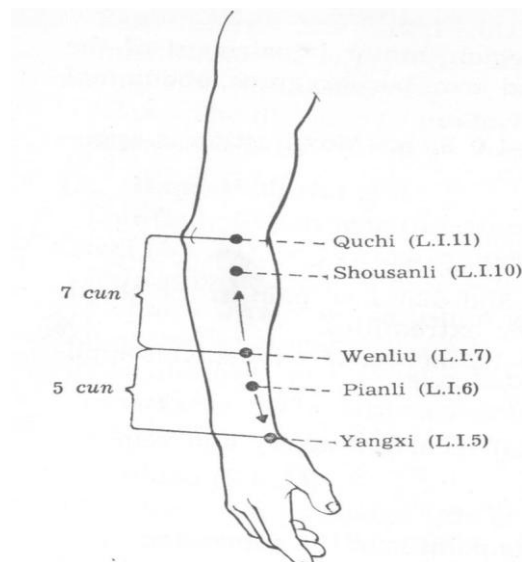 Quchi (L.I.11)
Shousanli (L.I.10)
7 cun
Wenliu (L.I.7)
5 cun
Pianli (L.I.6)
Yangxi (L.I.5)